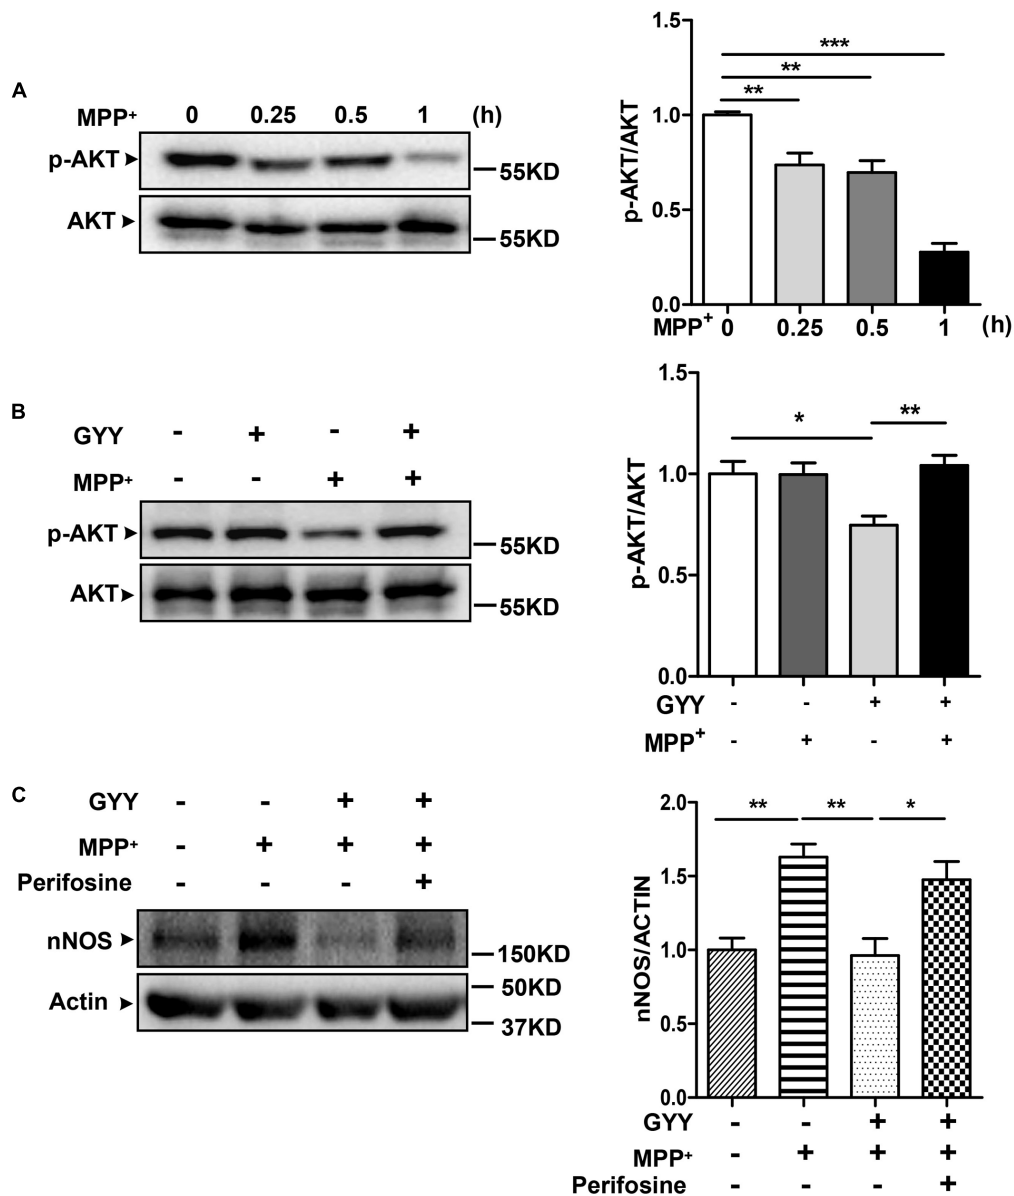 A
MPP+ 0 0.25 0.5 1 (h)
p-AKT
55KD
AKT
55KD
1.5
1.0
0.5
0.0
p-AKT/AKT
***
**
**
MPP+ 0 0.25 0.5 1 (h)
B
GYY - + - +
MPP+ - - + +
p-AKT
55KD
AKT
55KD
1.5
1.0
0.5
0.0
p-AKT/AKT
* **
GYY - - + +
MPP+ - + - +
C
GYY - - + +
MPP+ - + + +
Perifosine - - - +
nNOS
150KD
50KD
Actin
37KD
2.0
1.5
1.0
0.5
0.0
nNOS/ACTIN
** ** *
GYY - - + +
MPP+ - + + +
Perifosine - - - +